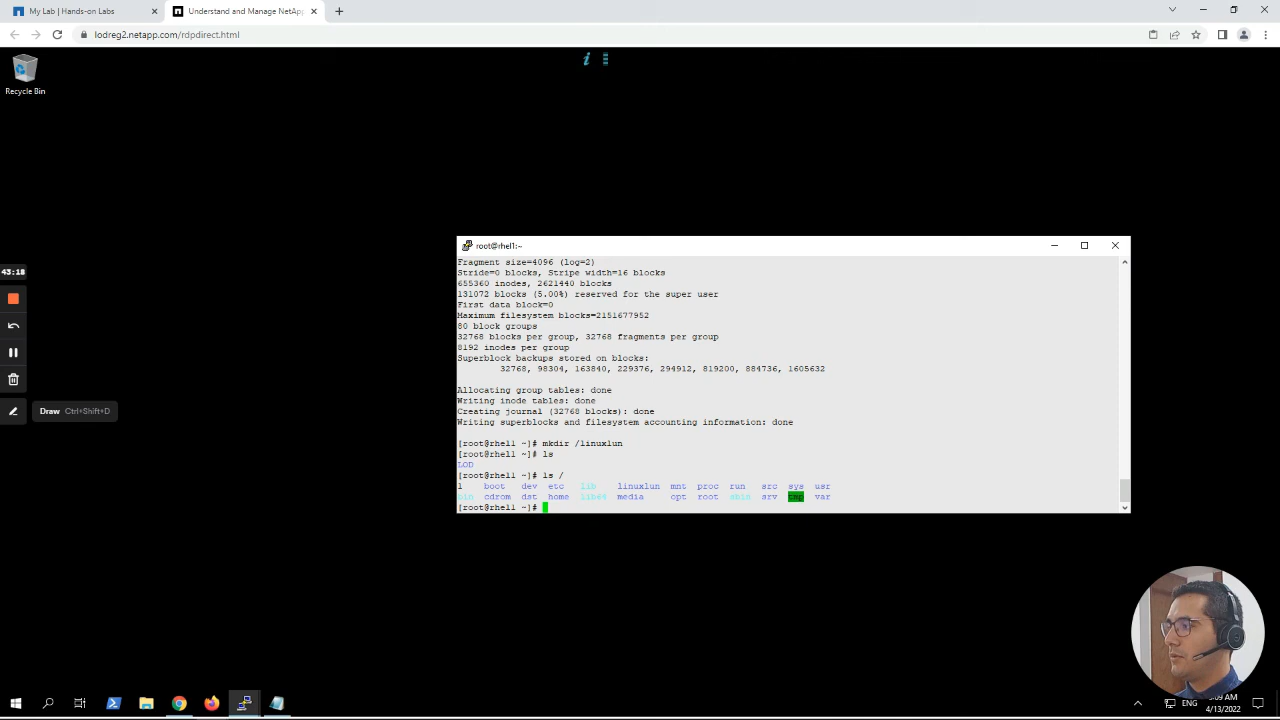 My Lab | Hands-on Labs
Understand and Manage NetApp
lodreg2.netapp.com/rdpdirect.html
Recycle Bin
43:18
Draw Ctrl+Shift+D
root@rhel1:~
Fragment size=4096 (log=2)
Stride=0 blocks, Stripe width=16 blocks
655360 inodes, 2621440 blocks
131072 blocks (5.00%) reserved for the super user
First data block=0
Maximum filesystem blocks=2151677952
80 block groups
32768 blocks per group, 32768 fragments per group
8192 inodes per group
Superblock backups stored on blocks:
32768, 98304, 163840, 229376, 294912, 819200, 884736, 1605632
Allocating group tables: done
Writing inode tables: done
Creating journal (32768 blocks): done
Writing superblocks and filesystem accounting information: done
[root@rhel1 ~]# mkdir /linuxlun
[root@rhel1 ~]# ls
LOD
[root@rhel1 ~]# ls /
1 boot dev etc lib linuxlun mnt proc run src sys usr
bin cdrom dst home lib64 media opt root sbin srv tmp var
[root@rhel1 ~]#
ENG
4/13/2022